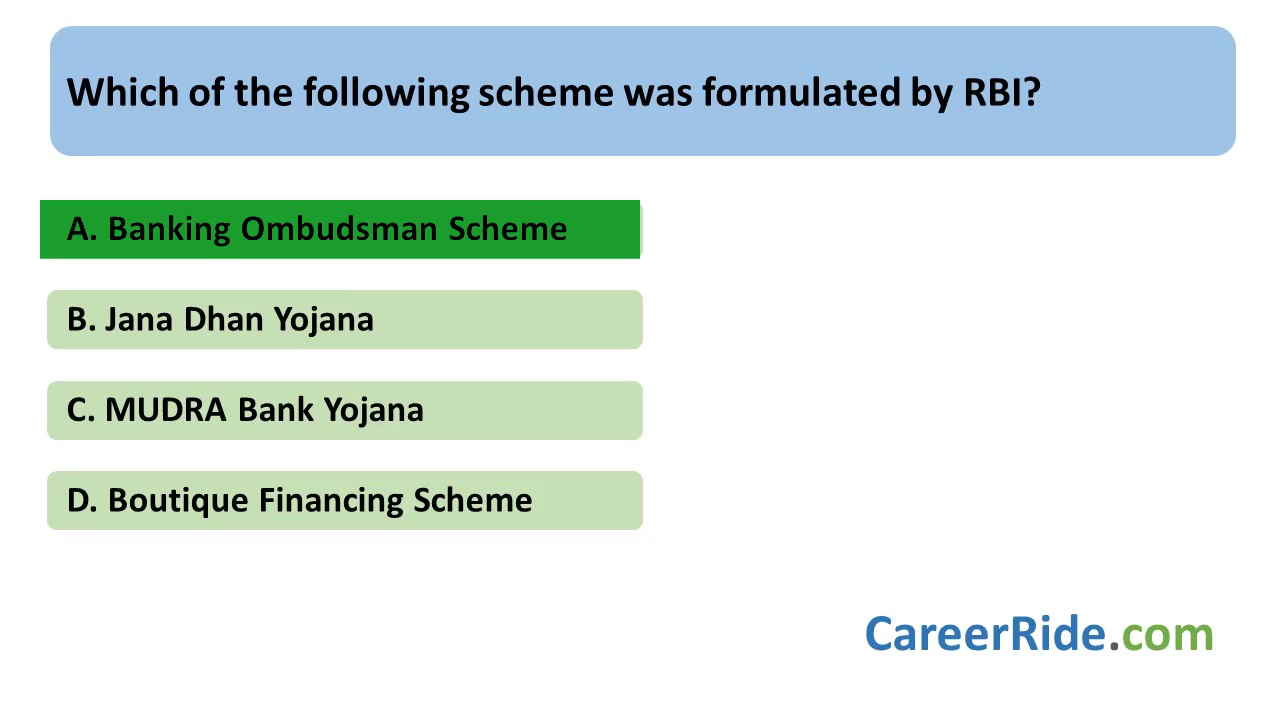 Which of the following scheme was formulated by RBI?
A. Banking Ombudsman Scheme
B. Jana Dhan Yojana
C. MUDRA Bank Yojana
D. Boutique Financing Scheme
CareerRide.com